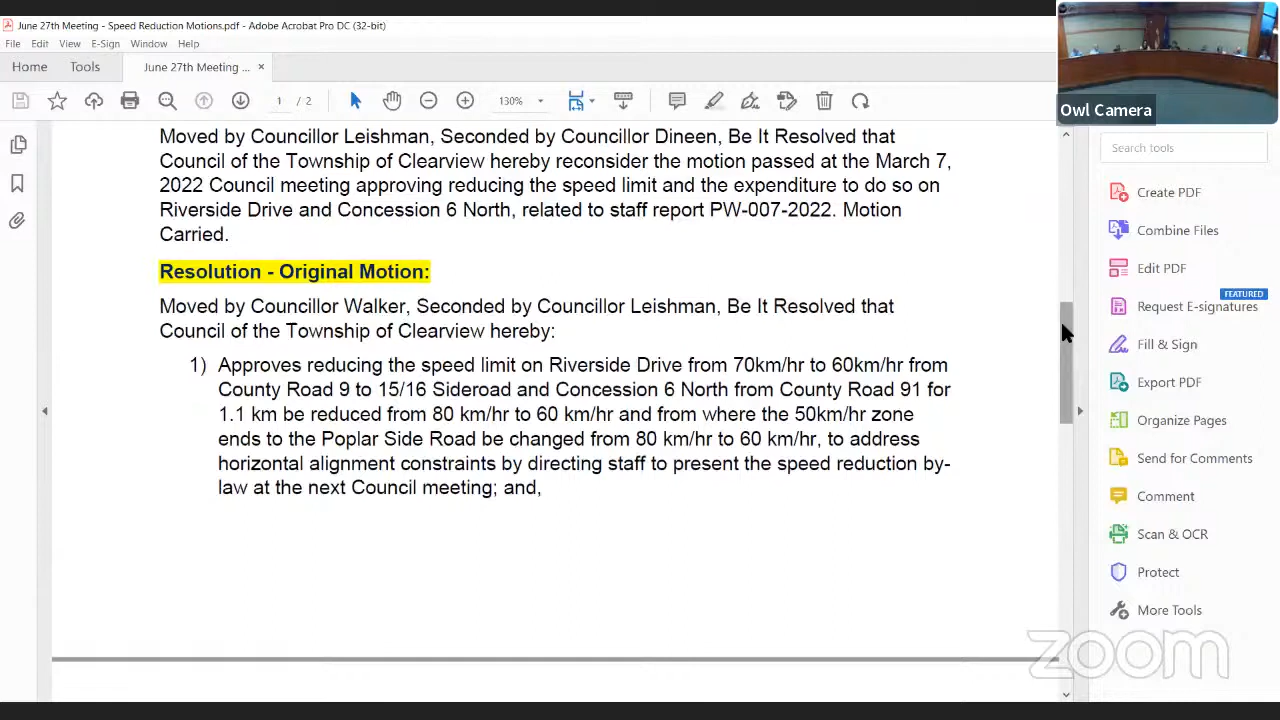 June 27th Meeting - Speed Reduction Motions.pdf - Adobe Acrobat Pro DC (32-bit)
File Edit View E-Sign Window Help
Home Tools June 27th Meeting ... ×
1 / 2 130%
Moved by Councillor Leishman, Seconded by Councillor Dineen, Be It Resolved that
Council of the Township of Clearview hereby reconsider the motion passed at the March 7,
2022 Council meeting approving reducing the speed limit and the expenditure to do so on
Riverside Drive and Concession 6 North, related to staff report PW-007-2022. Motion
Carried.
Resolution - Original Motion:
Moved by Councillor Walker, Seconded by Councillor Leishman, Be It Resolved that
Council of the Township of Clearview hereby:
1) Approves reducing the speed limit on Riverside Drive from 70km/hr to 60km/hr from
County Road 9 to 15/16 Sideroad and Concession 6 North from County Road 91 for
1.1 km be reduced from 80 km/hr to 60 km/hr and from where the 50km/hr zone
ends to the Poplar Side Road be changed from 80 km/hr to 60 km/hr, to address
horizontal alignment constraints by directing staff to present the speed reduction by-
law at the next Council meeting; and,
Owl Camera
Search tools
Create PDF
Combine Files
Edit PDF
FEATURED
Request E-signatures
Fill & Sign
Export PDF
Organize Pages
Send for Comments
Comment
Scan & OCR
Protect
More Tools
zoom